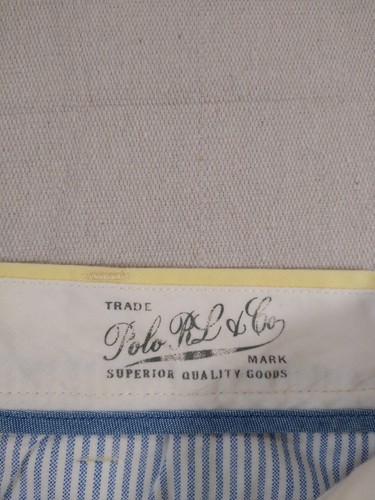 TRADE
Polo RL & Co
MARK
SUPERIOR QUALITY GOODS